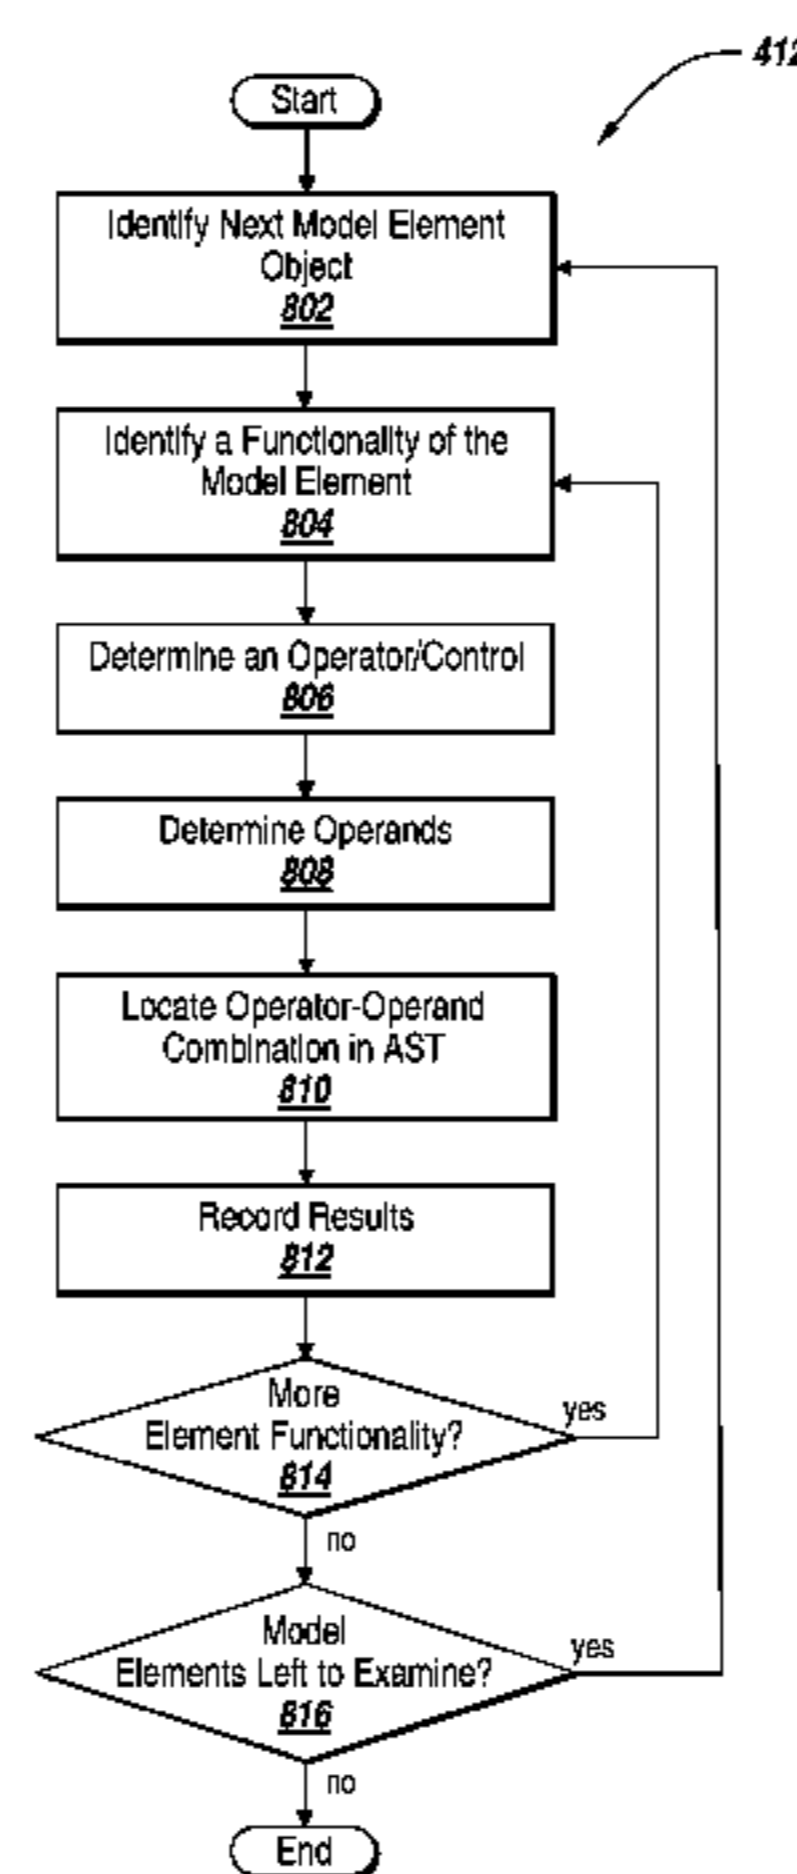 412
Start
Identify Next Model Element
Object
802
Identify a Functionality of the
Model Element
804
Determine an Operator/Control
806
Determine Operands
808
Locate Operator-Operand
Combination in AST
810
Record Results
812
More
Element Functionality?
814
yes
no
Model
Elements Left to Examine?
816
yes
no
End